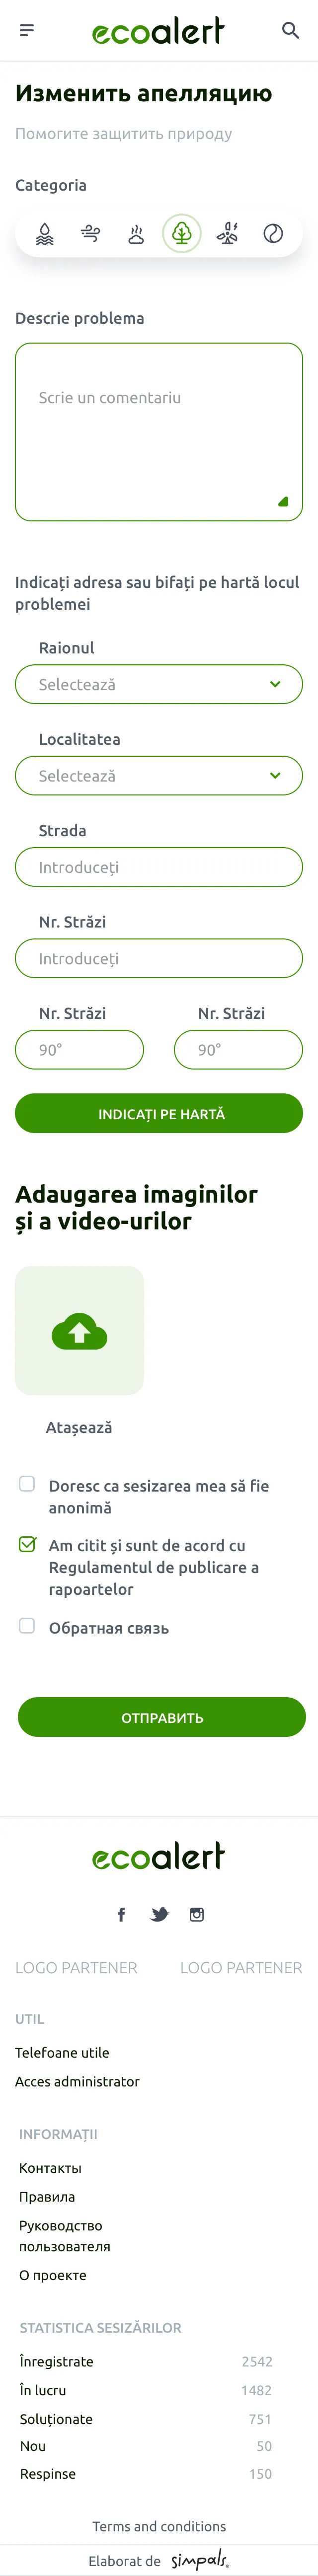 ecoalert
Изменить апелляцию
Помогите защитить природу
Categoria
Descrie problema
Scrie un comentariu
Indicați adresa sau bifați pe hartă locul
problemei
Raionul
Selectează
Localitatea
Selectează
Strada
Introduceți
Nr. Străzi
Introduceți
Nr. Străzi Nr. Străzi
90° 90°
INDICAȚI PE HARTĂ
Adaugarea imaginilor
și a video-urilor
Atașează
Doresc ca sesizarea mea să fie
anonimă
Am citit și sunt de acord cu
Regulamentul de publicare a
rapoartelor
Обратная связь
ОТПРАВИТЬ
ecoalert
LOGO PARTENER LOGO PARTENER
UTIL
Telefoane utile
Acces administrator
INFORMAȚII
Контакты
Правила
Руководство
пользователя
О проекте
STATISTICA SESIZĂRILOR
Înregistrate 2542
În lucru 1482
Soluționate 751
Nou 50
Respinse 150
Terms and conditions
Elaborat de simpals.